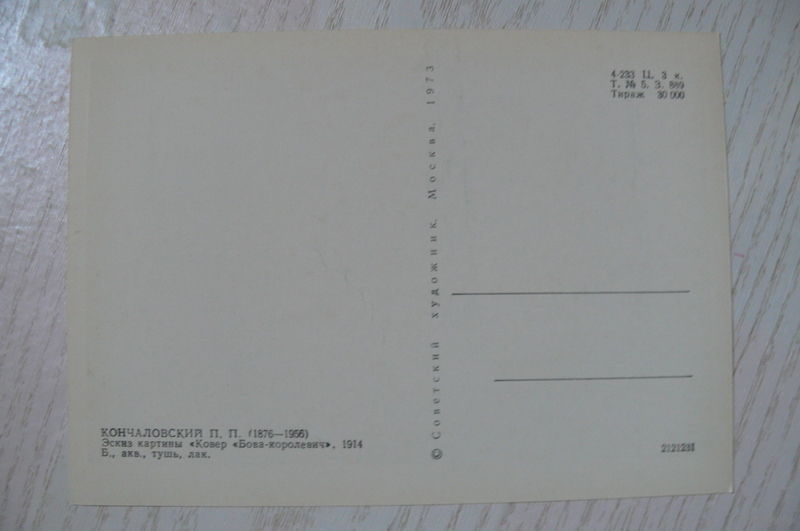 КОНЧАЛОВСКИЙ П. П. (1876—1956)
Эскиз картины «Ковер «Бова-королевич», 1914
Б., акв., тушь, лак.
© Советский художник. Москва. 1973
4-233 Ц. 3 к.
Т. № 5. З. 889
Тираж 30 000
2121231